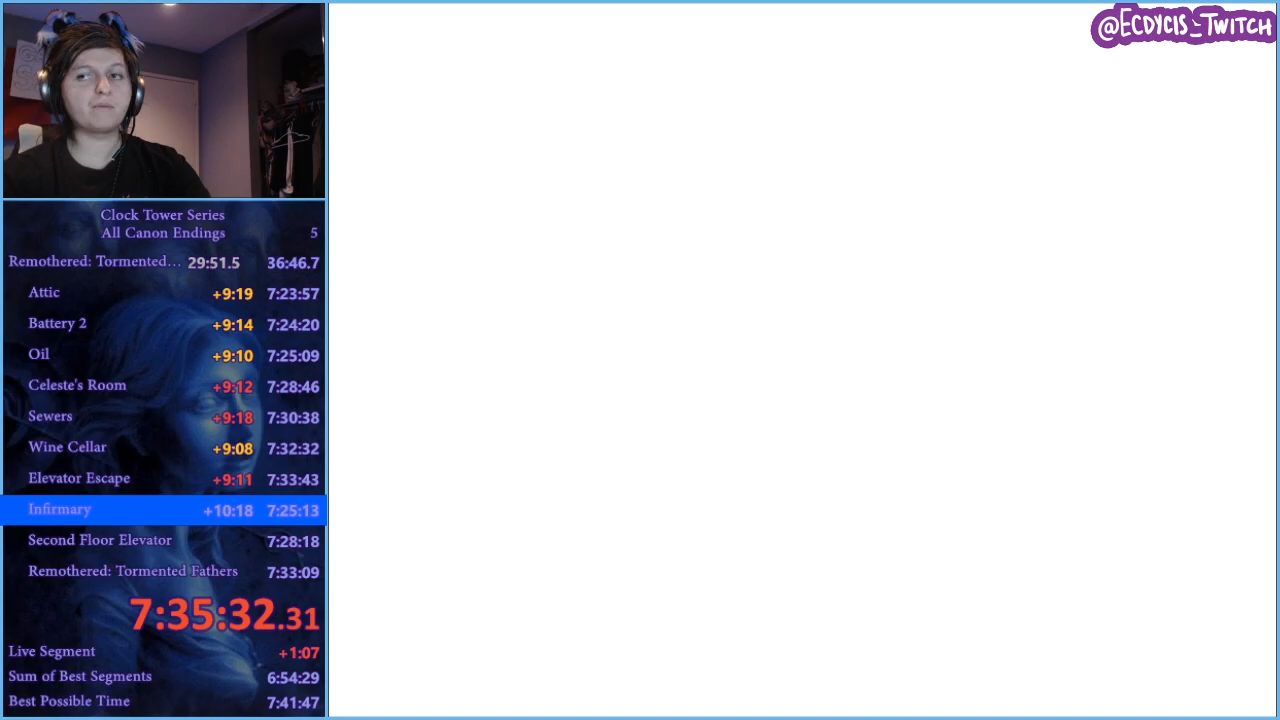 @ECDYCIS_TWITCH
Clock Tower Series
All Canon Endings 5
Remothered: Tormented... 29:51.5 36:46.7
Attic +9:19 7:23:57
Battery 2 +9:14 7:24:20
Oil +9:10 7:25:09
Celeste's Room +9:12 7:28:46
Sewers +9:18 7:30:38
Wine Cellar +9:08 7:32:32
Elevator Escape +9:11 7:33:43
Infirmary +10:18 7:25:13
Second Floor Elevator 7:28:18
Remothered: Tormented Fathers 7:33:09
7:35:32.31
Live Segment +1:07
Sum of Best Segments 6:54:29
Best Possible Time 7:41:47